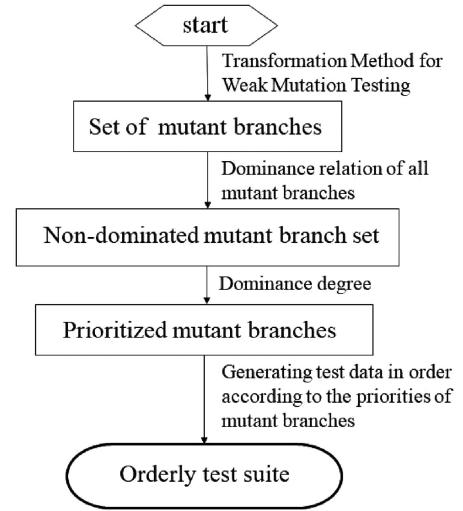 start
Transformation Method for
Weak Mutation Testing
Set of mutant branches
Dominance relation of all
mutant branches
Non-dominated mutant branch set
Dominance degree
Prioritized mutant branches
Generating test data in order
according to the priorities of
mutant branches
Orderly test suite